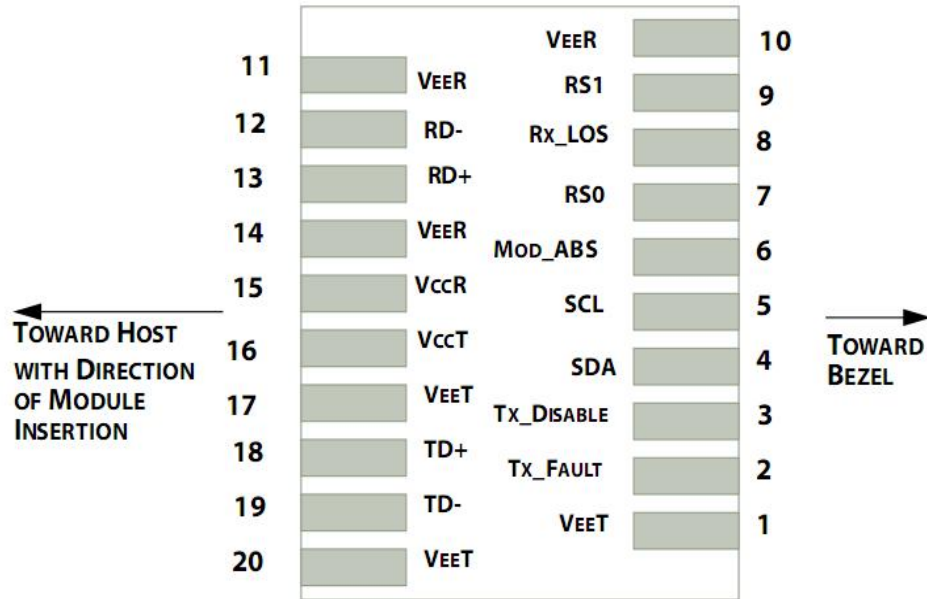 VEER 10
11 VEER
RS1 9
12 RD-
RX_LOS 8
13 RD+
RS0 7
14 VEER
MOD_ABS 6
15 VCCR
SCL 5
TOWARD HOST
WITH DIRECTION
OF MODULE
INSERTION
TOWARD
BEZEL
16 VCCT
SDA 4
17 VEET
TX_DISABLE 3
18 TD+
TX_FAULT 2
19 TD-
VEET 1
20 VEET